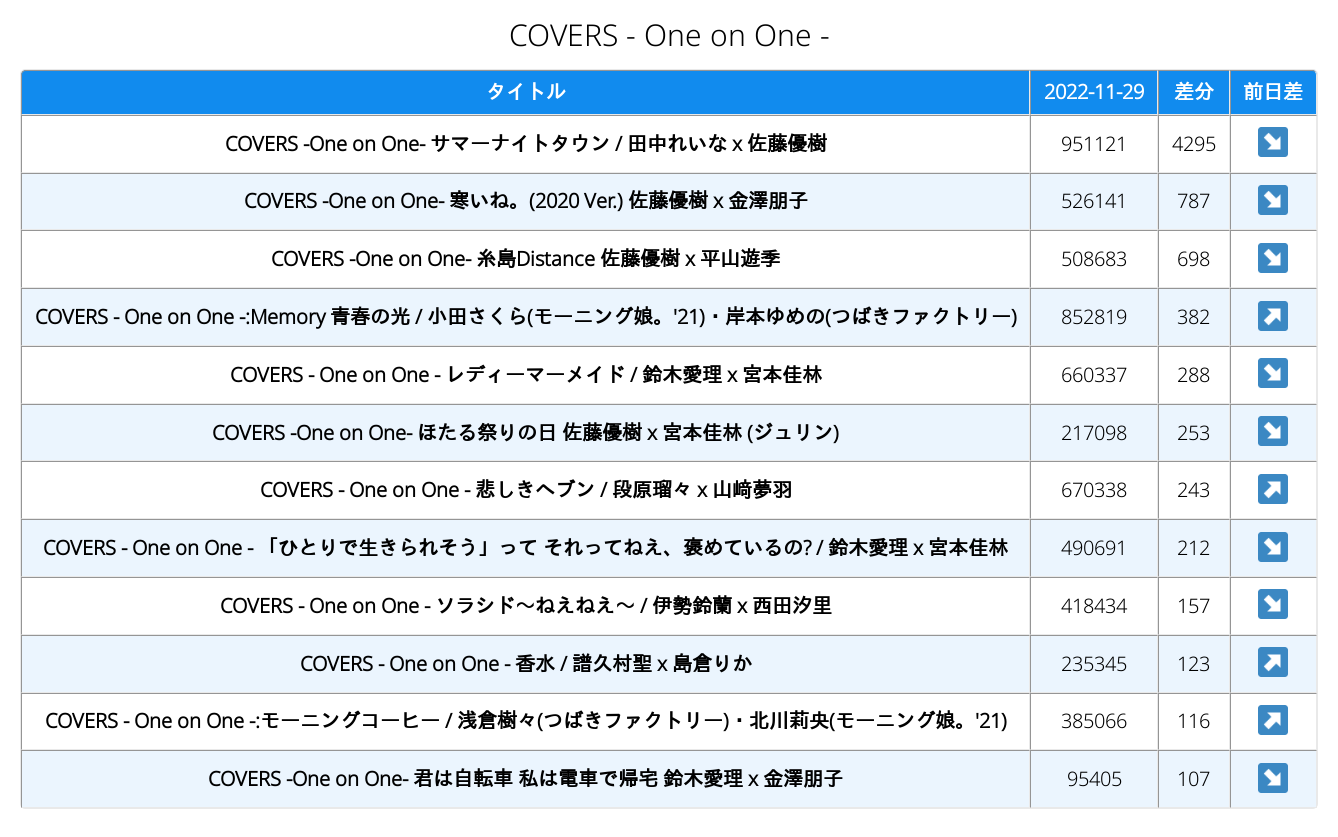 COVERS - One on One -
タイトル 2022-11-29 差分 前日差
COVERS -One on One- サマーナイトタウン / 田中れいな x 佐藤優樹 951121 4295
COVERS -One on One- 寒いね。(2020 Ver.) 佐藤優樹 x 金澤朋子 526141 787
COVERS -One on One- 糸島Distance 佐藤優樹 x 平山遊季 508683 698
COVERS - One on One -:Memory 青春の光 / 小田さくら(モーニング娘。'21)・岸本ゆめの(つばきファクトリー) 852819 382
COVERS - One on One - レディーマーメイド / 鈴木愛理 x 宮本佳林 660337 288
COVERS -One on One- ほたる祭りの日 佐藤優樹 x 宮本佳林 (ジュリン) 217098 253
COVERS - One on One - 悲しきヘブン / 段原瑠々 x 山﨑夢羽 670338 243
COVERS - One on One - 「ひとりで生きられそう」って それってねえ、褒めているの? / 鈴木愛理 x 宮本佳林 490691 212
COVERS - One on One - ソラシド〜ねえねえ〜 / 伊勢鈴蘭 x 西田汐里 418434 157
COVERS - One on One - 香水 / 譜久村聖 x 島倉りか 235345 123
COVERS - One on One -:モーニングコーヒー / 浅倉樹々(つばきファクトリー)・北川莉央(モーニング娘。'21) 385066 116
COVERS -One on One- 君は自転車 私は電車で帰宅 鈴木愛理 x 金澤朋子 95405 107